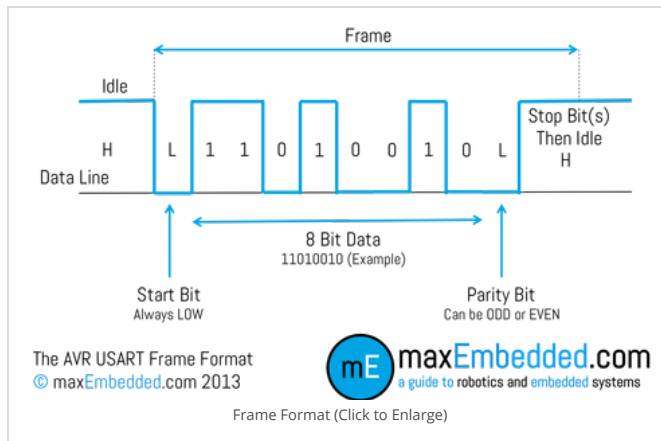 Frame
Idle
H L 1 1 0 1 0 0 1 0 L Stop Bit(s)
Then Idle
H
Data Line
8 Bit Data
11010010 (Example)
Start Bit
Always LOW
Parity Bit
Can be ODD or EVEN
The AVR USART Frame Format
© maxEmbedded.com 2013
mE maxEmbedded.com
a guide to robotics and embedded systems
Frame Format (Click to Enlarge)